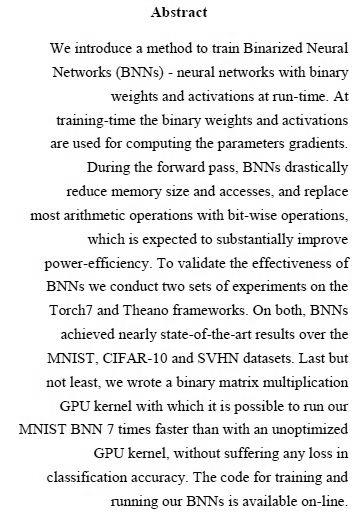 Abstract
We introduce a method to train Binarized Neural
Networks (BNNs) - neural networks with binary
weights and activations at run-time. At
training-time the binary weights and activations
are used for computing the parameters gradients.
During the forward pass, BNNs drastically
reduce memory size and accesses, and replace
most arithmetic operations with bit-wise operations,
which is expected to substantially improve
power-efficiency. To validate the effectiveness of
BNNs we conduct two sets of experiments on the
Torch7 and Theano frameworks. On both, BNNs
achieved nearly state-of-the-art results over the
MNIST, CIFAR-10 and SVHN datasets. Last but
not least, we wrote a binary matrix multiplication
GPU kernel with which it is possible to run our
MNIST BNN 7 times faster than with an unoptimized
GPU kernel, without suffering any loss in
classification accuracy. The code for training and
running our BNNs is available on-line.